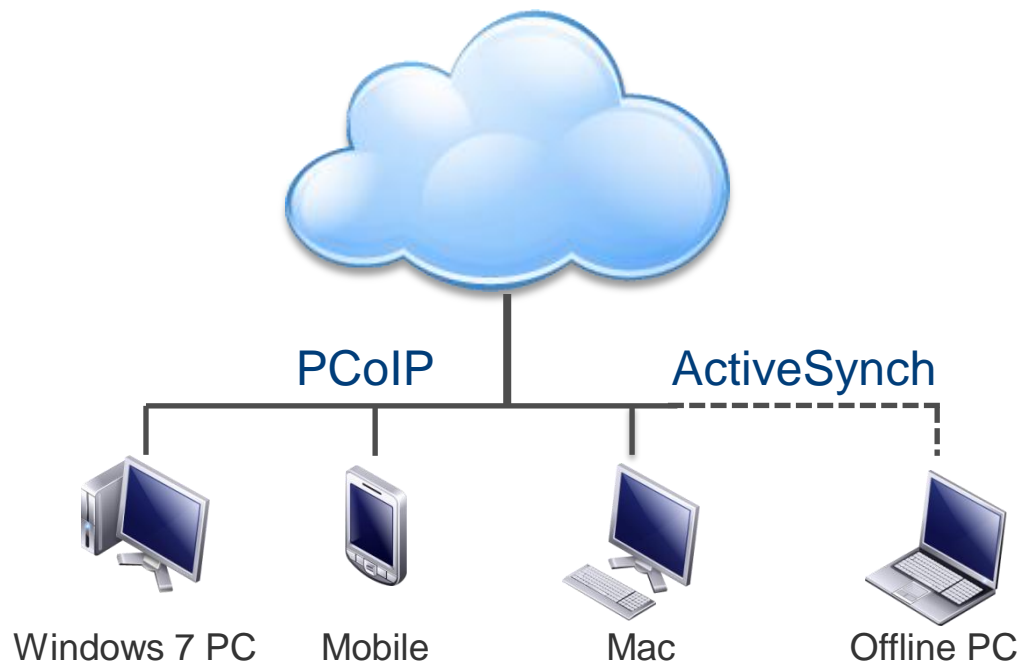 PCoIP
ActiveSynch
Windows 7 PC
Mobile
Mac
Offline PC